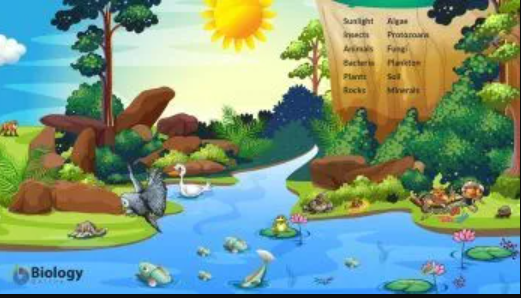 Sunlight Algae
Insects Protozoans
Animals Fungi
Bacteria Plankton
Plants Soil
Rocks Minerals
Biology